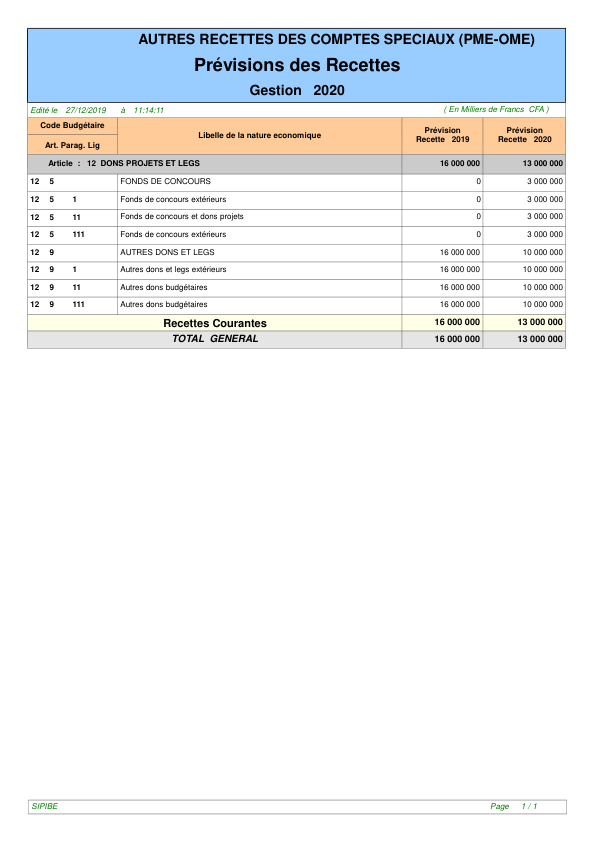 AUTRES RECETTES DES COMPTES SPECIAUX (PME-OME)
Prévisions des Recettes
Gestion 2020
Edité le 27/12/2019 à 11:14:11 ( En Milliers de Francs CFA )
Code Budgétaire
Art. Parag. Lig
Libelle de la nature economique
Prévision
Recette 2019
Prévision
Recette 2020
Article : 12 DONS PROJETS ET LEGS 16 000 000 13 000 000
12 5 FONDS DE CONCOURS 0 3 000 000
12 5 1 Fonds de concours extérieurs 0 3 000 000
12 5 11 Fonds de concours et dons projets 0 3 000 000
12 5 111 Fonds de concours extérieurs 0 3 000 000
12 9 AUTRES DONS ET LEGS 16 000 000 10 000 000
12 9 1 Autres dons et legs extérieurs 16 000 000 10 000 000
12 9 11 Autres dons budgétaires 16 000 000 10 000 000
12 9 111 Autres dons budgétaires 16 000 000 10 000 000
Recettes Courantes 16 000 000 13 000 000
TOTAL GENERAL 16 000 000 13 000 000
SIPIBE Page 1 / 1